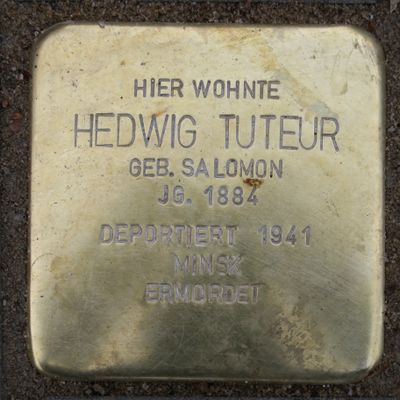 HIER WOHNTE
HEDWIG TUTEUR
GEB. SALOMON
JG. 1884
DEPORTIERT 1941
MINSK
ERMORDET